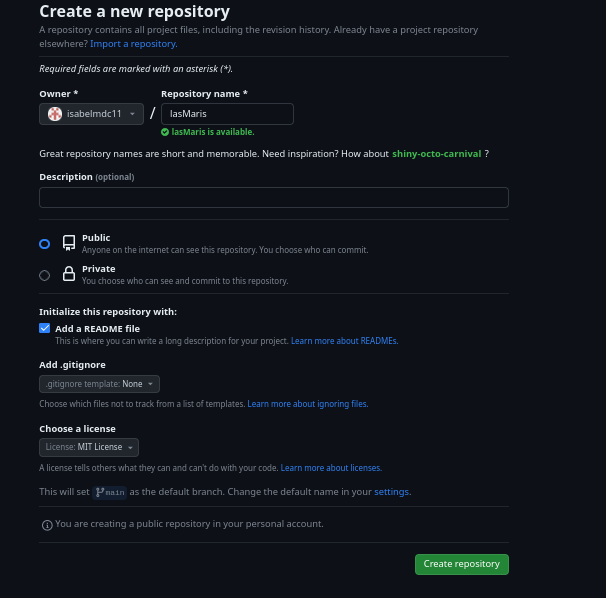 Create a new repository
A repository contains all project files, including the revision history. Already have a project repository
elsewhere? Import a repository.
Required fields are marked with an asterisk (*).
Owner * Repository name *
isabelmdc11 / lasMaris
lasMaris is available.
Great repository names are short and memorable. Need inspiration? How about shiny-octo-carnival ?
Description (optional)
Public
Anyone on the internet can see this repository. You choose who can commit.
Private
You choose who can see and commit to this repository.
Initialize this repository with:
Add a README file
This is where you can write a long description for your project. Learn more about READMEs.
Add .gitignore
.gitignore template: None
Choose which files not to track from a list of templates. Learn more about ignoring files.
Choose a license
License: MIT License
A license tells others what they can and can't do with your code. Learn more about licenses.
This will set main as the default branch. Change the default name in your settings.
You are creating a public repository in your personal account.
Create repository